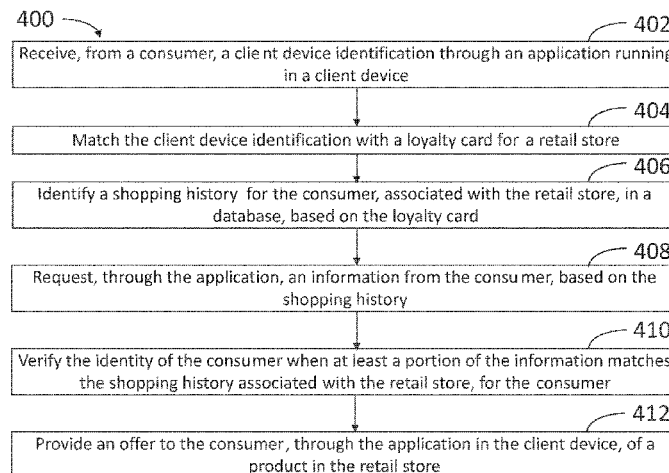 400
402
Receive, from a consumer, a client device identification through an application running
in a client device
404
Match the client device identification with a loyalty card for a retail store
406
Identify a shopping history for the consumer, associated with the retail store, in a
database, based on the loyalty card
408
Request, through the application, an information from the consumer, based on the
shopping history
410
Verify the identity of the consumer when at least a portion of the information matches
the shopping history associated with the retail store, for the consumer
412
Provide an offer to the consumer, through the application in the client device, of a
product in the retail store